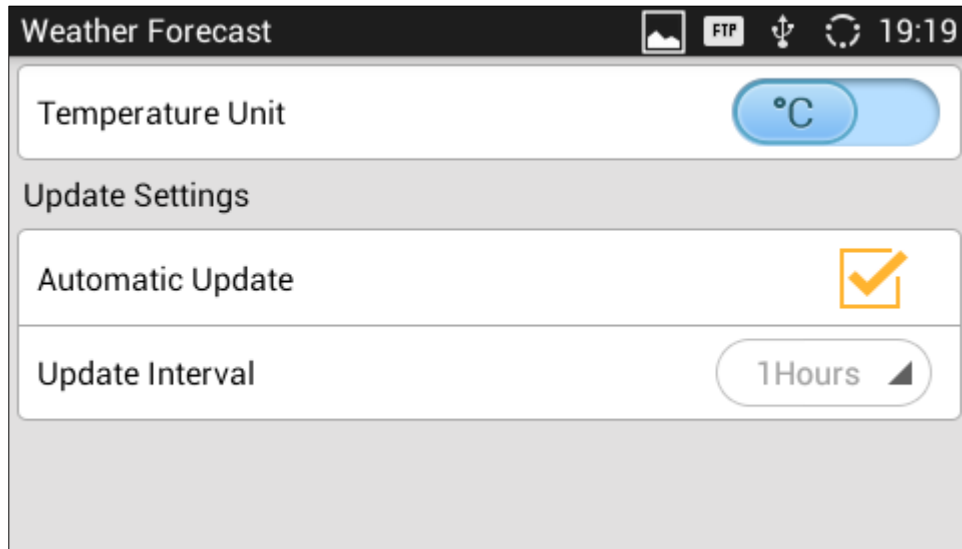 Weather Forecast FTP 19:19
Temperature Unit °C
Update Settings
Automatic Update
Update Interval 1Hours